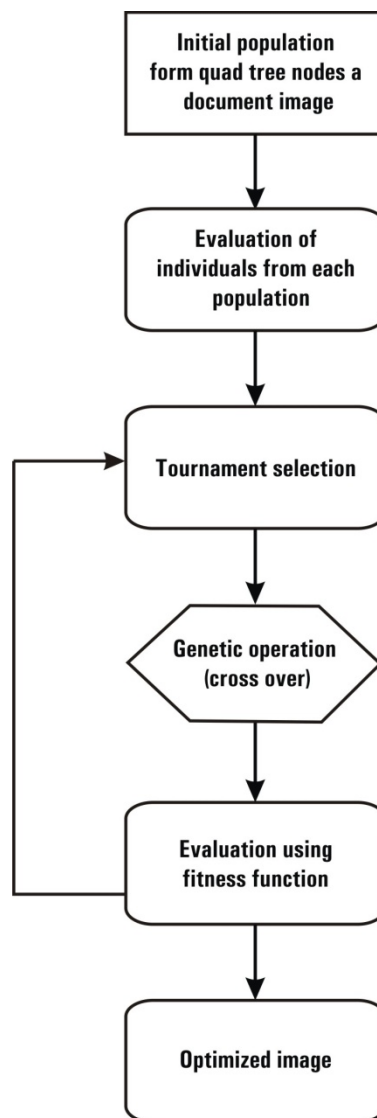 Initial population
form quad tree nodes a
document image
Evaluation of
individuals from each
population
Tournament selection
Genetic operation
(cross over)
Evaluation using
fitness function
Optimized image